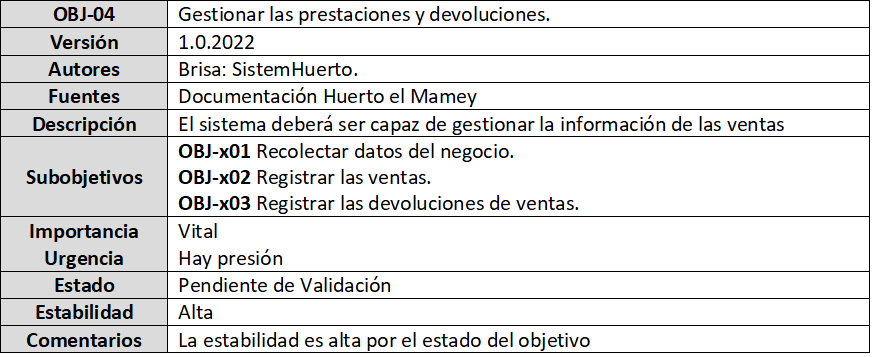 OBJ-04 Gestionar las prestaciones y devoluciones.
Versión 1.0.2022
Autores Brisa: SistemHuerto.
Fuentes Documentación Huerto el Mamey
Descripción El sistema deberá ser capaz de gestionar la información de las ventas
Subobjetivos
OBJ-x01 Recolectar datos del negocio.
OBJ-x02 Registrar las ventas.
OBJ-x03 Registrar las devoluciones de ventas.
Importancia Vital
Urgencia Hay presión
Estado Pendiente de Validación
Estabilidad Alta
Comentarios La estabilidad es alta por el estado del objetivo